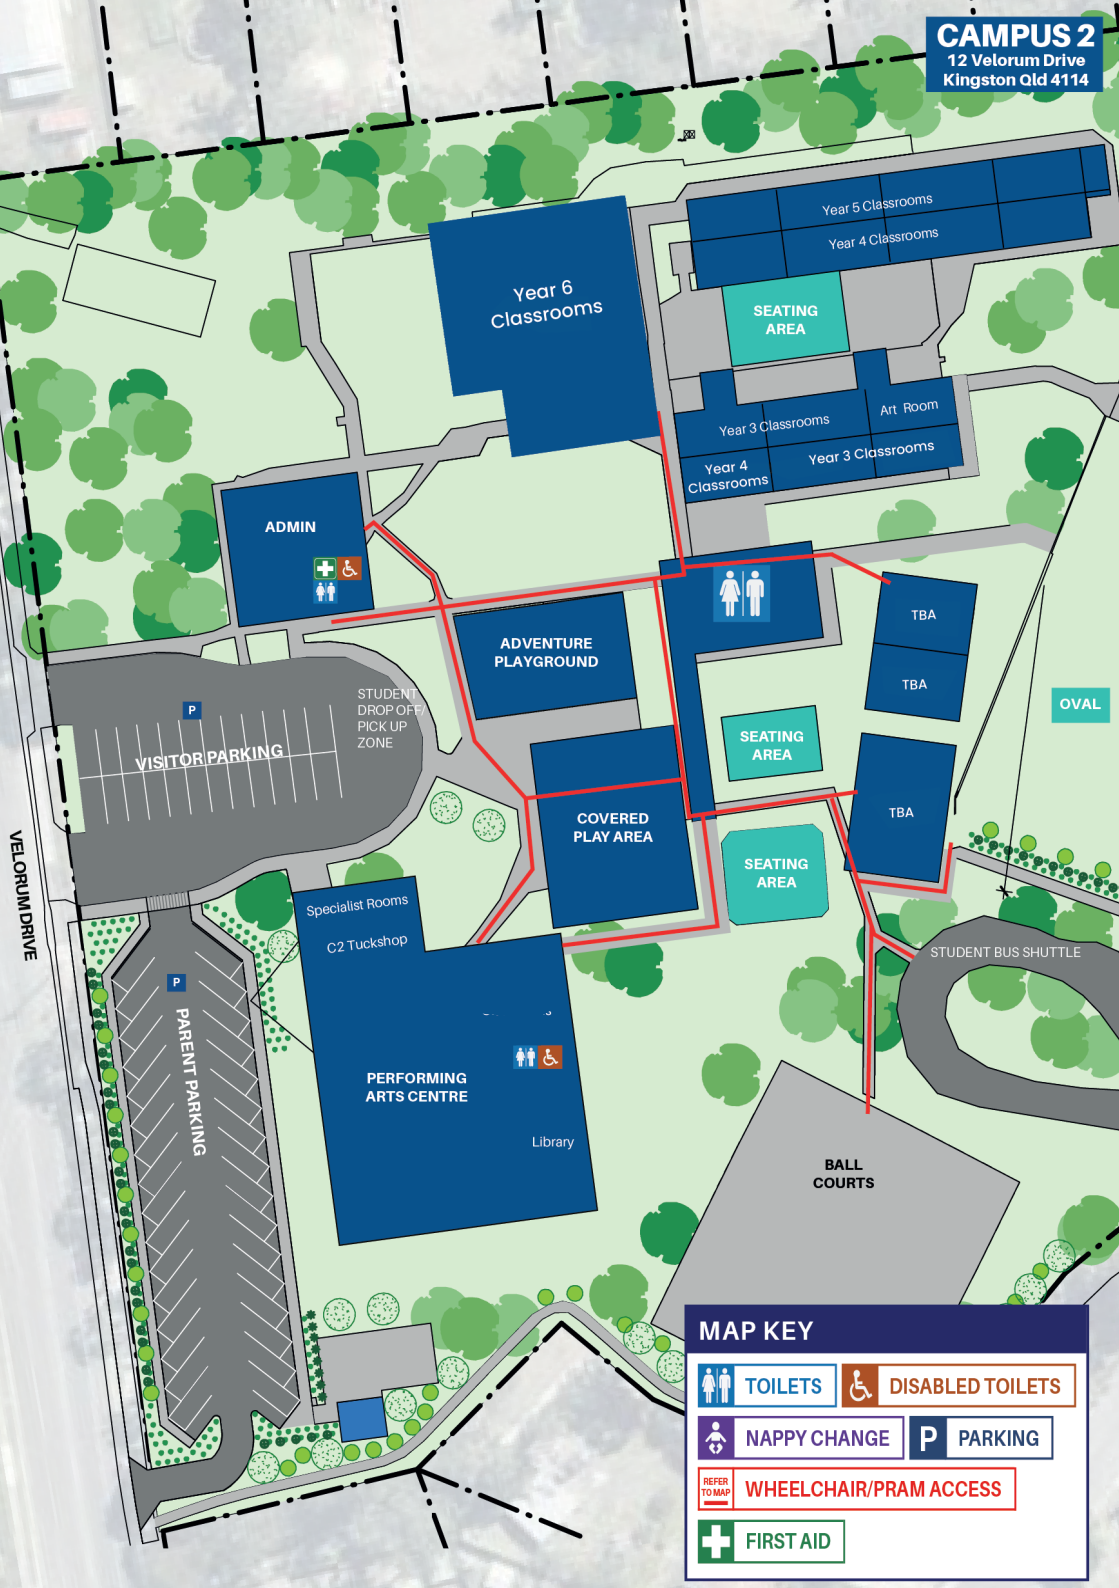 CAMPUS 2
12 Velorum Drive
Kingston Qld 4114
Year 5 Classrooms
Year 4 Classrooms
Year 6
Classrooms
SEATING
AREA
Art Room
Year 3 Classrooms
Year 3 Classrooms
Year 4
Classrooms
ADMIN
TBA
TBA
ADVENTURE
PLAYGROUND
STUDENT
DROP OFF/
PICK UP
ZONE
P
VISITOR PARKING
OVAL
SEATING
AREA
COVERED
PLAY AREA
TBA
SEATING
AREA
VELORUM DRIVE
Specialist Rooms
C2 Tuckshop
STUDENT BUS SHUTTLE
P
PARENT PARKING
PERFORMING
ARTS CENTRE
Library
BALL
COURTS
MAP KEY
TOILETS
DISABLED TOILETS
NAPPY CHANGE
P
PARKING
REFER
TO MAP
WHEELCHAIR/PRAM ACCESS
FIRST AID